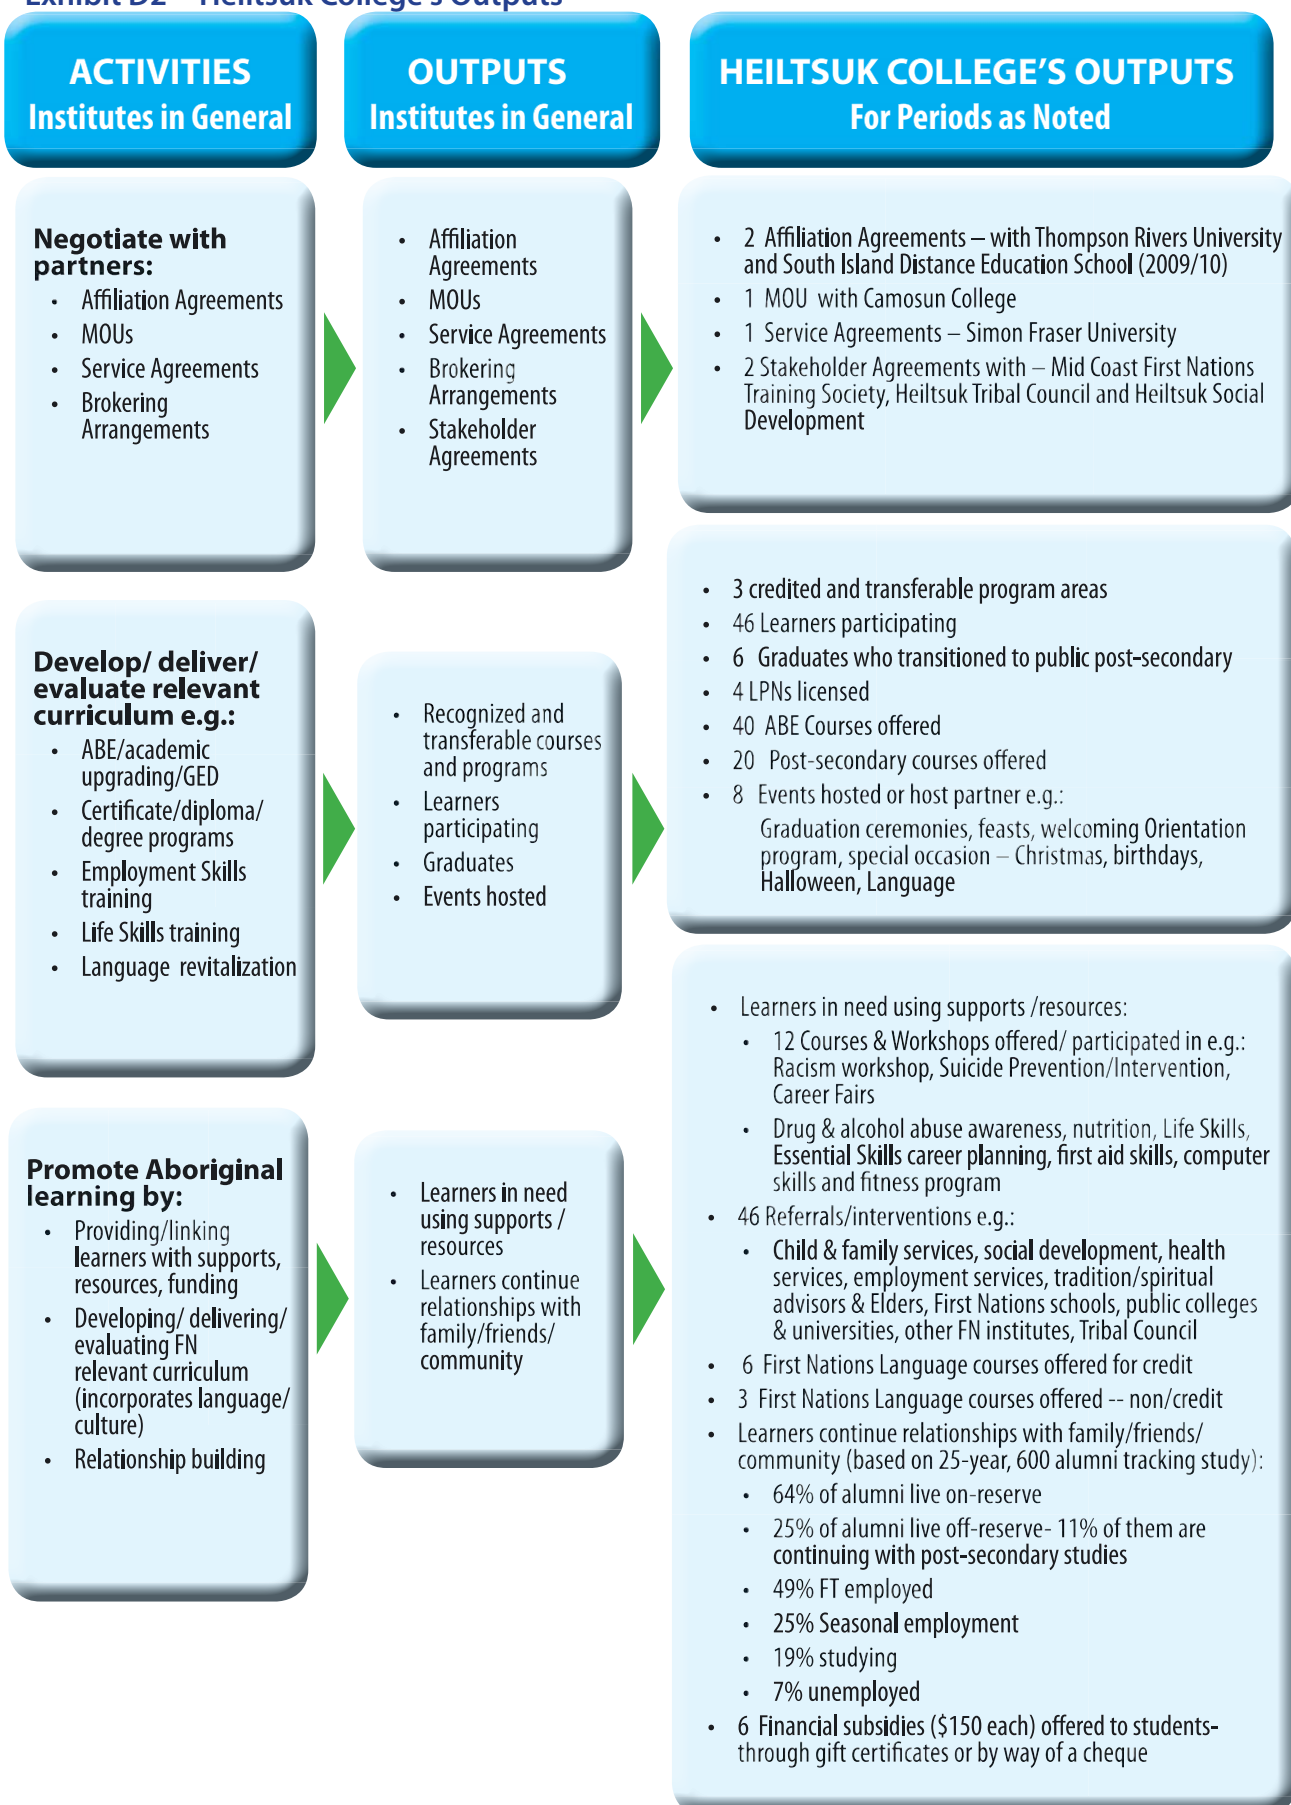 Exhibit D2 – Heiltsuk College's Outputs
ACTIVITIES
Institutes in General
OUTPUTS
Institutes in General
HEILTSUK COLLEGE'S OUTPUTS
For Periods as Noted
Negotiate with
partners:
• Affiliation Agreements
• MOUs
• Service Agreements
• Brokering
Arrangements
• Affiliation
Agreements
• MOUs
• Service Agreements
• Brokering
Arrangements
• Stakeholder
Agreements
• 2 Affiliation Agreements – with Thompson Rivers University
and South Island Distance Education School (2009/10)
• 1 MOU with Camosun College
• 1 Service Agreements – Simon Fraser University
• 2 Stakeholder Agreements with – Mid Coast First Nations
Training Society, Heiltsuk Tribal Council and Heiltsuk Social
Development
Develop/ deliver/
evaluate relevant
curriculum e.g.:
• ABE/academic
upgrading/GED
• Certificate/diploma/
degree programs
• Employment Skills
training
• Life Skills training
• Language revitalization
• Recognized and
transferable courses
and programs
• Learners
participating
• Graduates
• Events hosted
• 3 credited and transferable program areas
• 46 Learners participating
• 6 Graduates who transitioned to public post-secondary
• 4 LPNs licensed
• 40 ABE Courses offered
• 20 Post-secondary courses offered
• 8 Events hosted or host partner e.g.:
Graduation ceremonies, feasts, welcoming Orientation
program, special occasion – Christmas, birthdays,
Halloween, Language
Promote Aboriginal
learning by:
• Providing/linking
learners with supports,
resources, funding
• Developing/ delivering/
evaluating FN
relevant curriculum
(incorporates language/
culture)
• Relationship building
• Learners in need
using supports /
resources
• Learners continue
relationships with
family/friends/
community
• Learners in need using supports /resources:
• 12 Courses & Workshops offered/ participated in e.g.:
Racism workshop, Suicide Prevention/Intervention,
Career Fairs
• Drug & alcohol abuse awareness, nutrition, Life Skills,
Essential Skills career planning, first aid skills, computer
skills and fitness program
• 46 Referrals/interventions e.g.:
• Child & family services, social development, health
services, employment services, tradition/spiritual
advisors & Elders, First Nations schools, public colleges
& universities, other FN institutes, Tribal Council
• 6 First Nations Language courses offered for credit
• 3 First Nations Language courses offered -- non/credit
• Learners continue relationships with family/friends/
community (based on 25-year, 600 alumni tracking study):
• 64% of alumni live on-reserve
• 25% of alumni live off-reserve- 11% of them are
continuing with post-secondary studies
• 49% FT employed
• 25% Seasonal employment
• 19% studying
• 7% unemployed
• 6 Financial subsidies ($150 each) offered to students-
through gift certificates or by way of a cheque